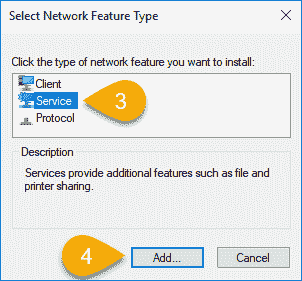 Select Network Feature Type
Click the type of network feature you want to install:
Client
Service
3
Protocol
Description
Services provide additional features such as file and
printer sharing.
4
Add...
Cancel